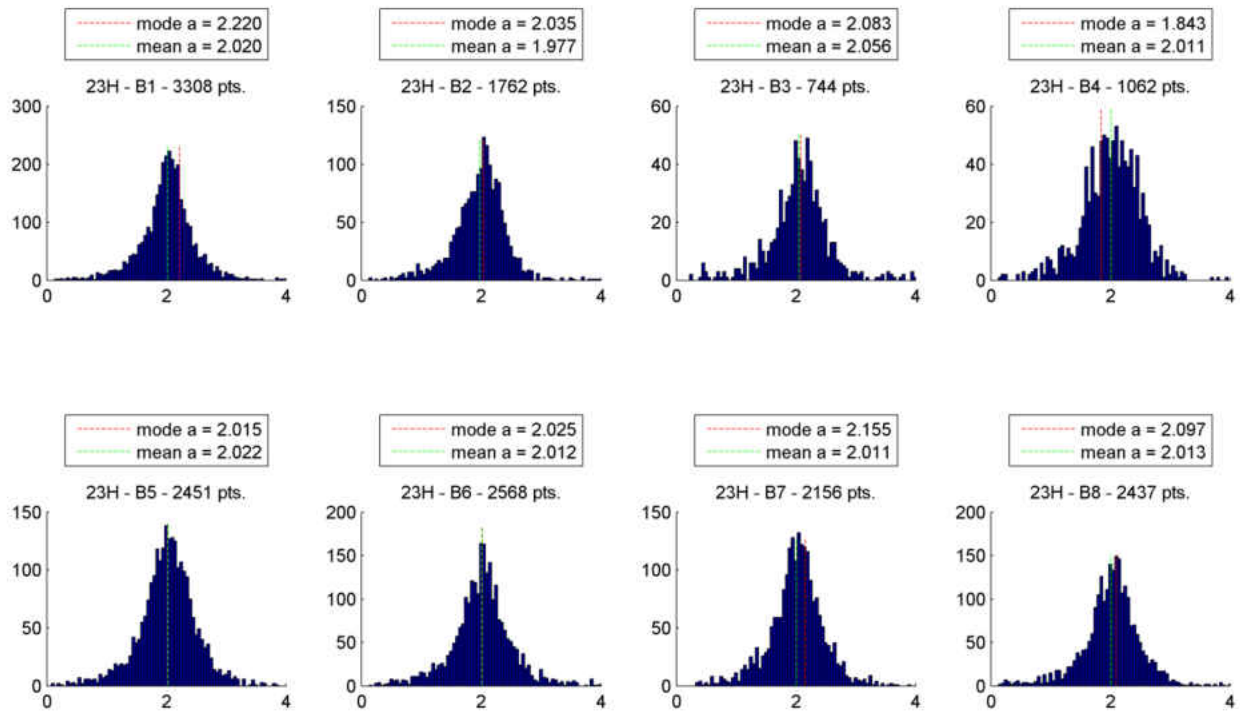 mode a = 2.220
mean a = 2.020
23H - B1 - 3308 pts.
300
200
100
0
0 2 4
mode a = 2.035
mean a = 1.977
23H - B2 - 1762 pts.
150
100
50
0
0 2 4
mode a = 2.083
mean a = 2.056
23H - B3 - 744 pts.
60
40
20
0
0 2 4
mode a = 1.843
mean a = 2.011
23H - B4 - 1062 pts.
60
40
20
0
0 2 4
mode a = 2.015
mean a = 2.022
23H - B5 - 2451 pts.
150
100
50
0
0 2 4
mode a = 2.025
mean a = 2.012
23H - B6 - 2568 pts.
200
150
100
50
0
0 2 4
mode a = 2.155
mean a = 2.011
23H - B7 - 2156 pts.
150
100
50
0
0 2 4
mode a = 2.097
mean a = 2.013
23H - B8 - 2437 pts.
200
150
100
50
0
0 2 4